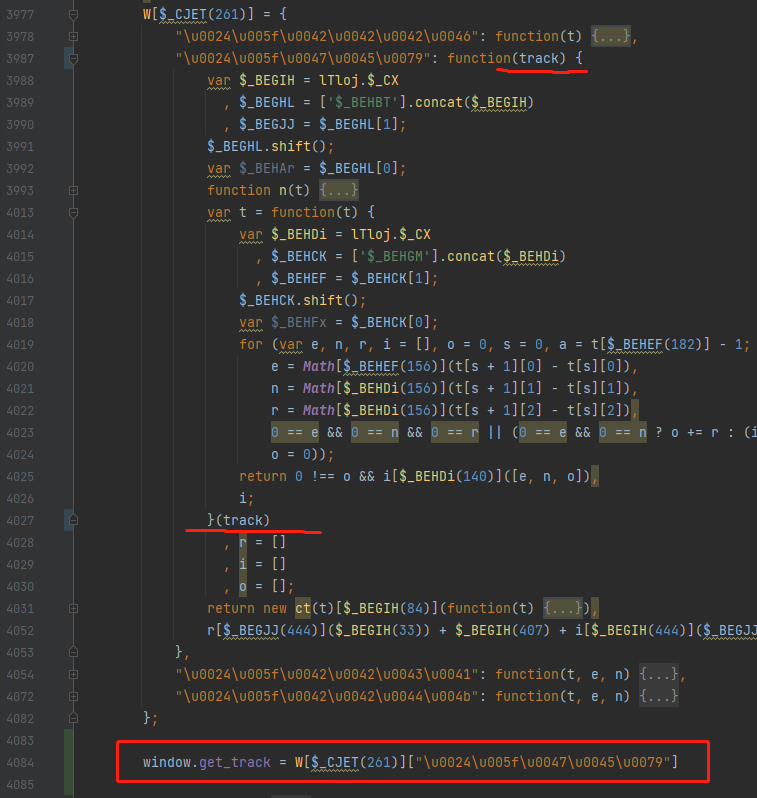 3977 W[$_CJET(261)] = {
3978 "\u0024\u005f\u0042\u0042\u0042\u0046": function(t) {...},
3987 "\u0024\u005f\u0047\u0045\u0079": function(track) {
3988 var $_BEGIH = lTloj.$_CX
3989 , $_BEGHL = ['$_BEHBT'].concat($_BEGIH)
3990 , $_BEGJJ = $_BEGHL[1];
3991 $_BEGHL.shift();
3992 var $_BEHAr = $_BEGHL[0];
3993 function n(t) {...}
4013 var t = function(t) {
4014 var $_BEHDi = lTloj.$_CX
4015 , $_BEHCK = ['$_BEHGM'].concat($_BEHDi)
4016 , $_BEHEF = $_BEHCK[1];
4017 $_BEHCK.shift();
4018 var $_BEHFx = $_BEHCK[0];
4019 for (var e, n, r, i = [], o = 0, s = 0, a = t[$_BEHEF(182)] - 1;
4020 e = Math[$_BEHEF(156)](t[s + 1][0] - t[s][0]),
4021 n = Math[$_BEHDi(156)](t[s + 1][1] - t[s][1]),
4022 r = Math[$_BEHDi(156)](t[s + 1][2] - t[s][2]),
4023 0 == e && 0 == n && 0 == r || (0 == e && 0 == n ? o += r : (i
4024 o = 0));
4025 return 0 !== o && i[$_BEHDi(140)]([e, n, o]),
4026 i;
4027 }(track)
4028 , r = []
4029 , i = []
4030 , o = [];
4031 return new ct(t)[$_BEGIH(84)](function(t) {...}),
4052 r[$_BEGJJ(444)]($_BEGIH(33)) + $_BEGIH(407) + i[$_BEGIH(444)]($_BEGJJ
4053 },
4054 "\u0024\u005f\u0042\u0042\u0043\u0041": function(t, e, n) {...},
4072 "\u0024\u005f\u0042\u0042\u0044\u004b": function(t, e, n) {...}
4082 };
4083
4084 window.get_track = W[$_CJET(261)]["\u0024\u005f\u0047\u0045\u0079"]
4085